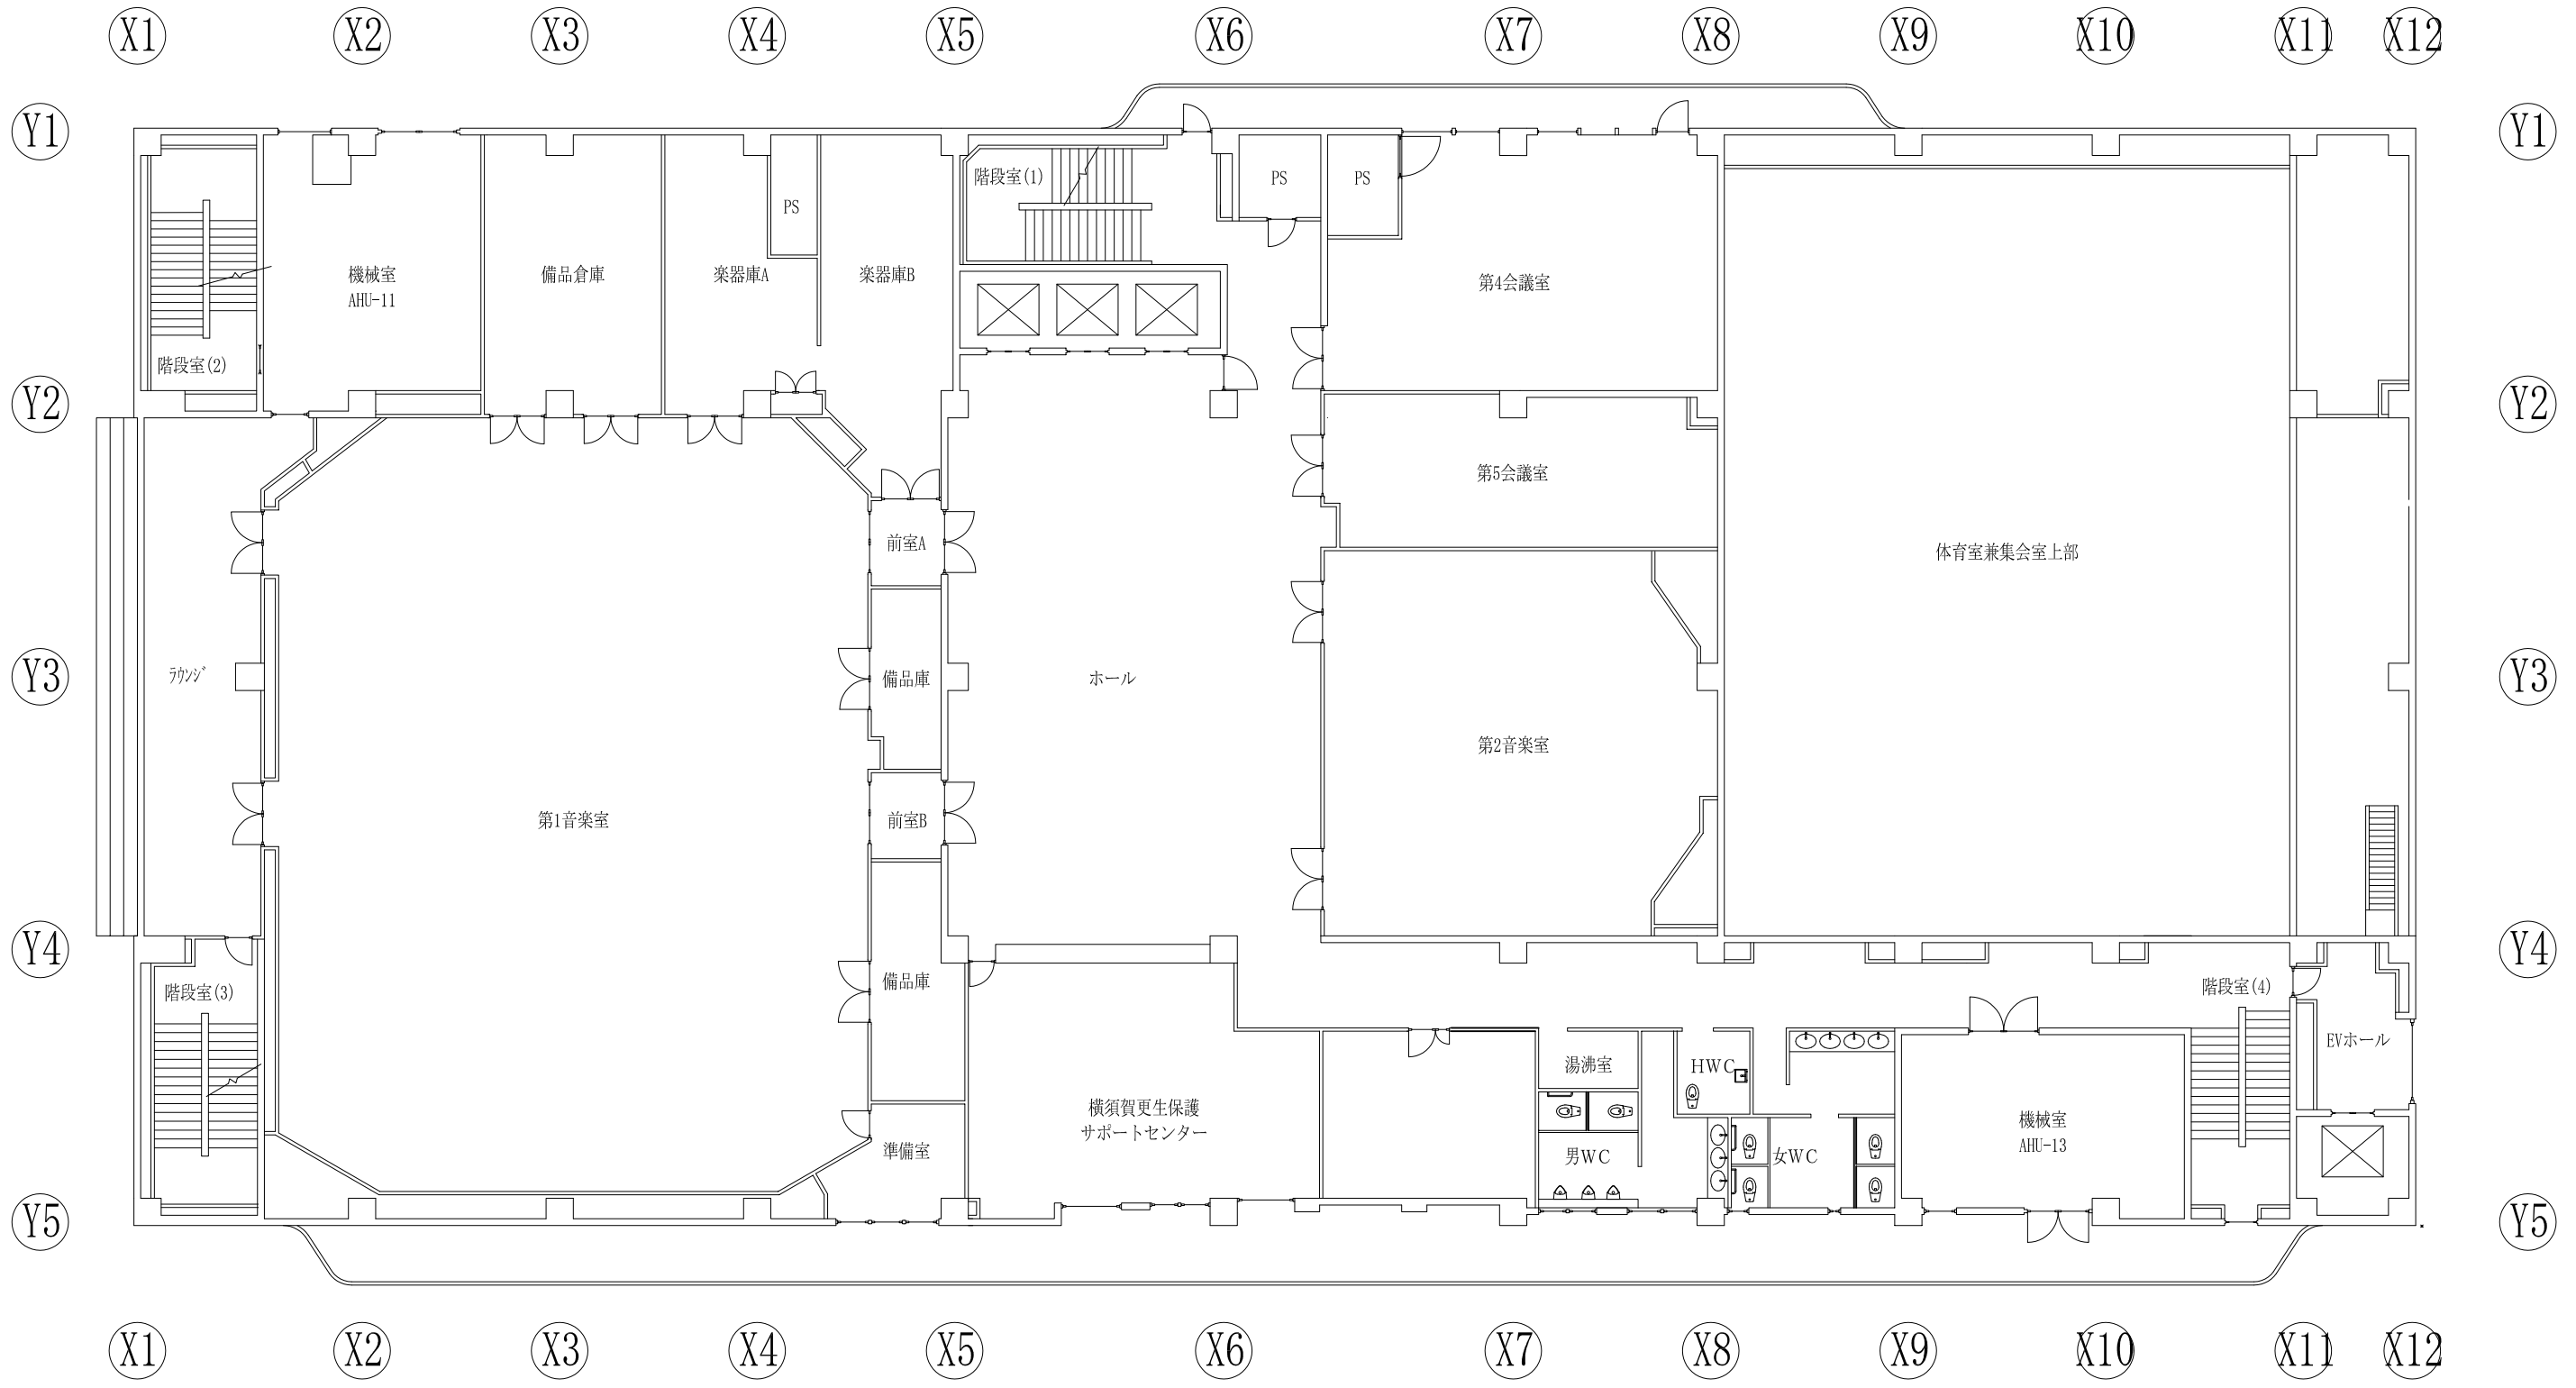 X1 X2 X3 X4 X5 X6 X7 X8 X9 X10 X11 X12
Y1 Y1
階段室(1)
PS
PS
PS
機械室
AHU-11
備品倉庫
楽器庫A
楽器庫B
第4会議室
階段室(2)
Y2 Y2
第5会議室
前室A
体育室兼集会室上部
Y3 Y3
ﾗｳﾝｼﾞ
備品庫
ホール
第2音楽室
第1音楽室
前室B
Y4 Y4
備品庫
階段室(3)
階段室(4)
EVホール
湯沸室
HWC
横須賀更生保護
サポートセンター
機械室
AHU-13
準備室
男WC
女WC
Y5 Y5
X1 X2 X3 X4 X5 X6 X7 X8 X9 X10 X11 X12